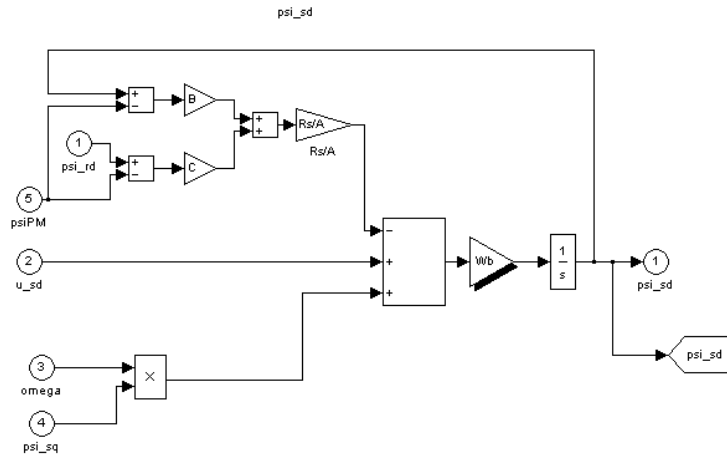 psi_sd
+
−
B
+
+
Rs/A
Rs/A
1
psi_rd
+
−
C
5
psiPM
−
+
+
2
u_sd
Wb
1
s
1
psi_sd
psi_sd
3
omega
×
4
psi_sq